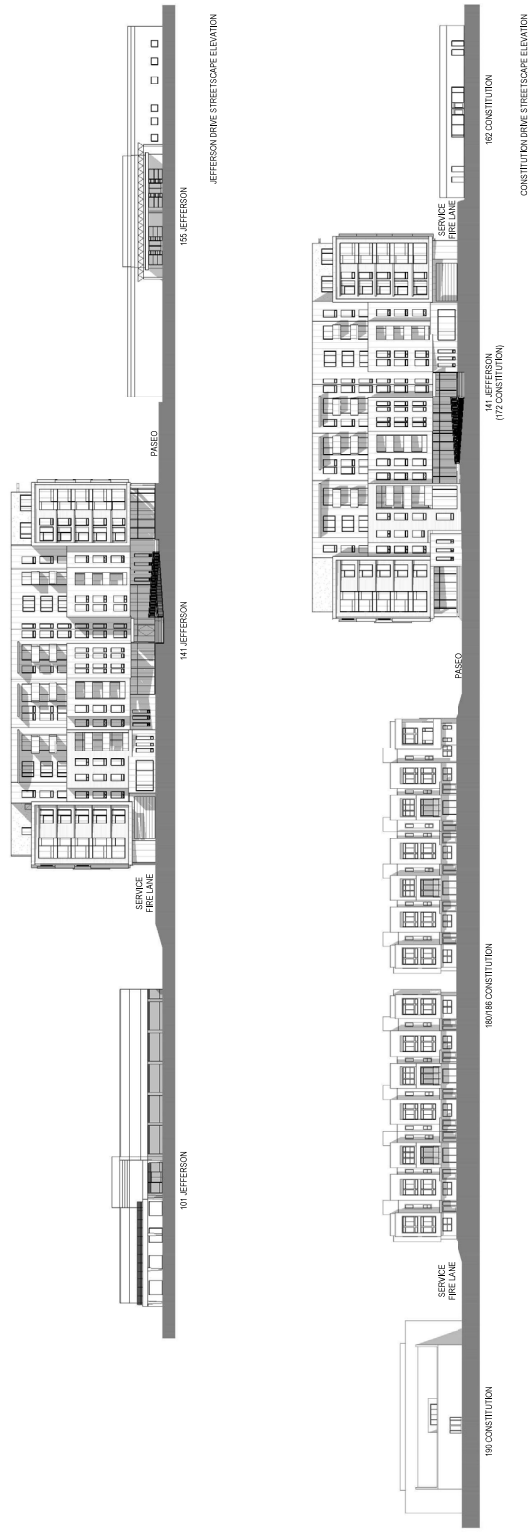 SERVICE
FIRE LANE
PASEO
101 JEFFERSON
141 JEFFERSON
155 JEFFERSON
JEFFERSON DRIVE STREETSCAPE ELEVATION
SERVICE
FIRE LANE
PASEO
SERVICE
FIRE LANE
190 CONSTITUTION
180/186 CONSTITUTION
141 JEFFERSON
(172 CONSTITUTION)
162 CONSTITUTION
CONSTITUTION DRIVE STREETSCAPE ELEVATION